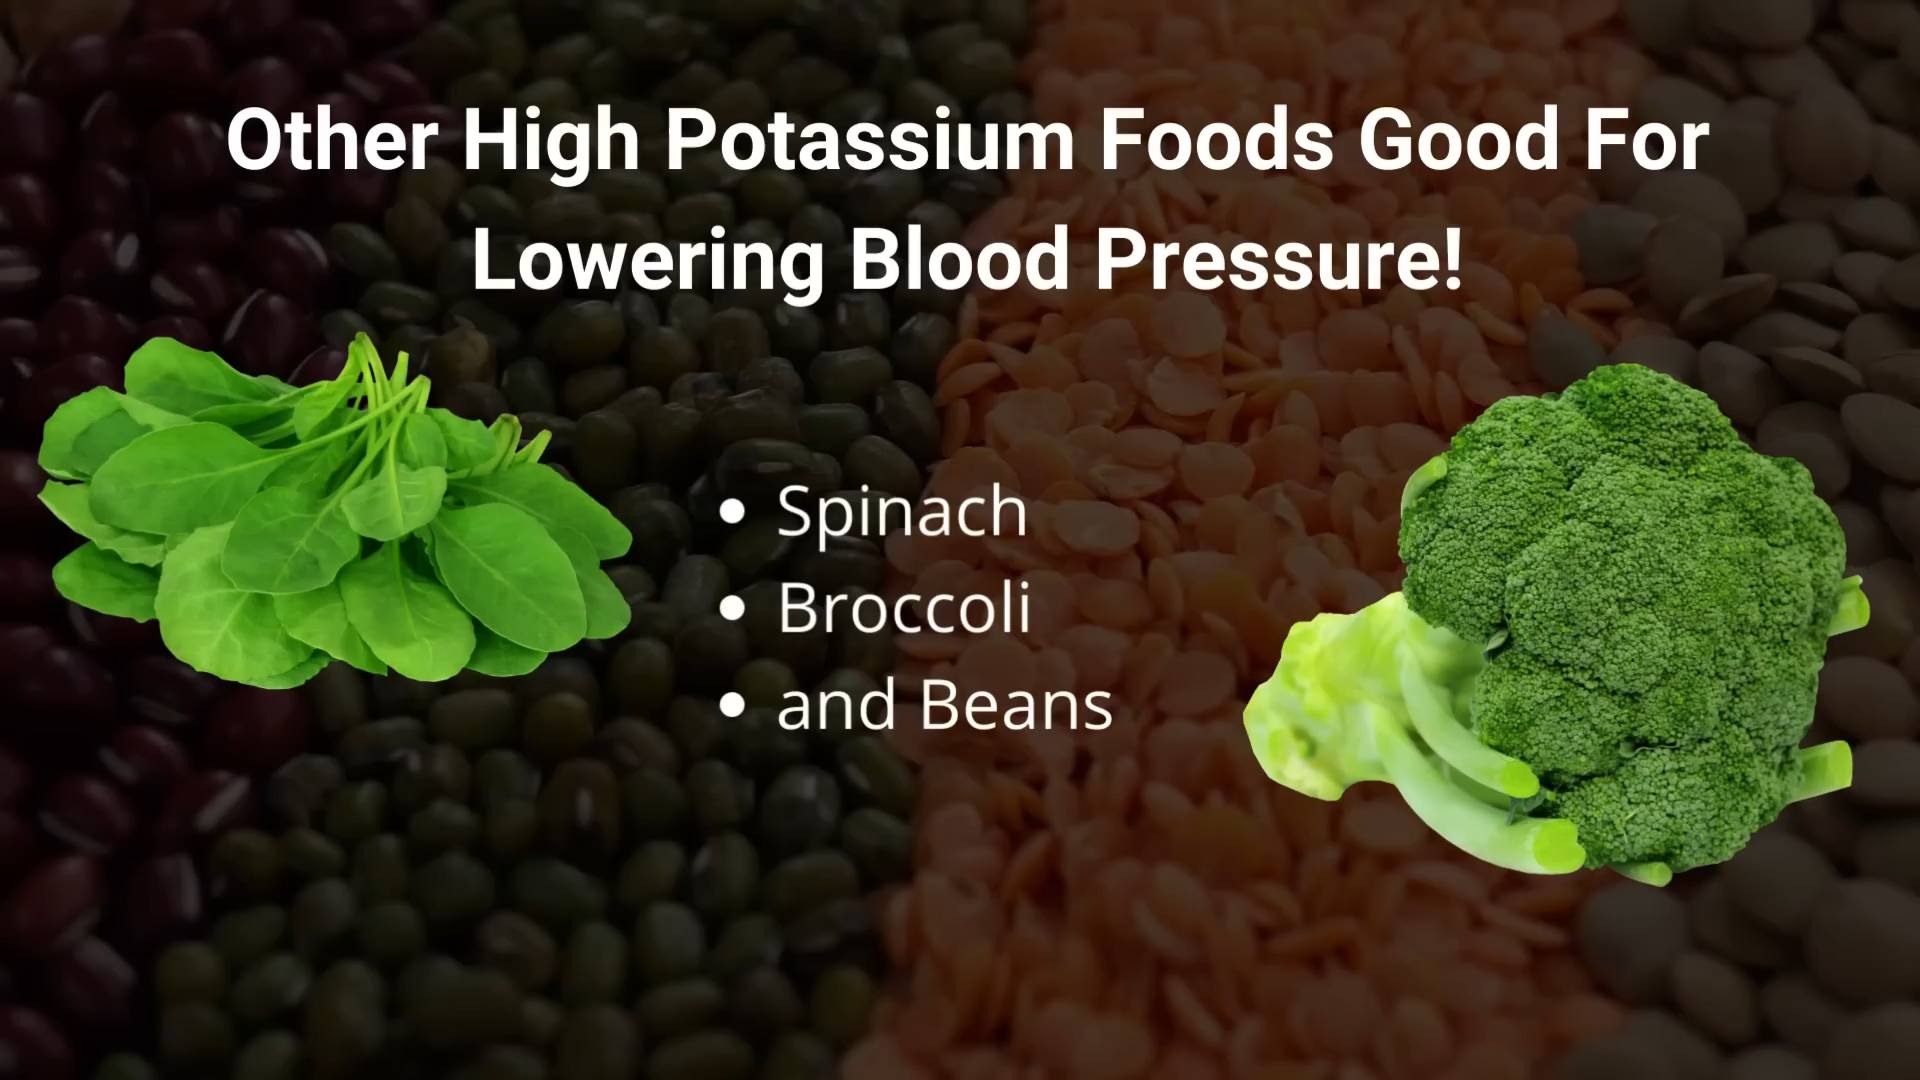 Other High Potassium Foods Good For
Lowering Blood Pressure!
• Spinach
• Broccoli
• and Beans